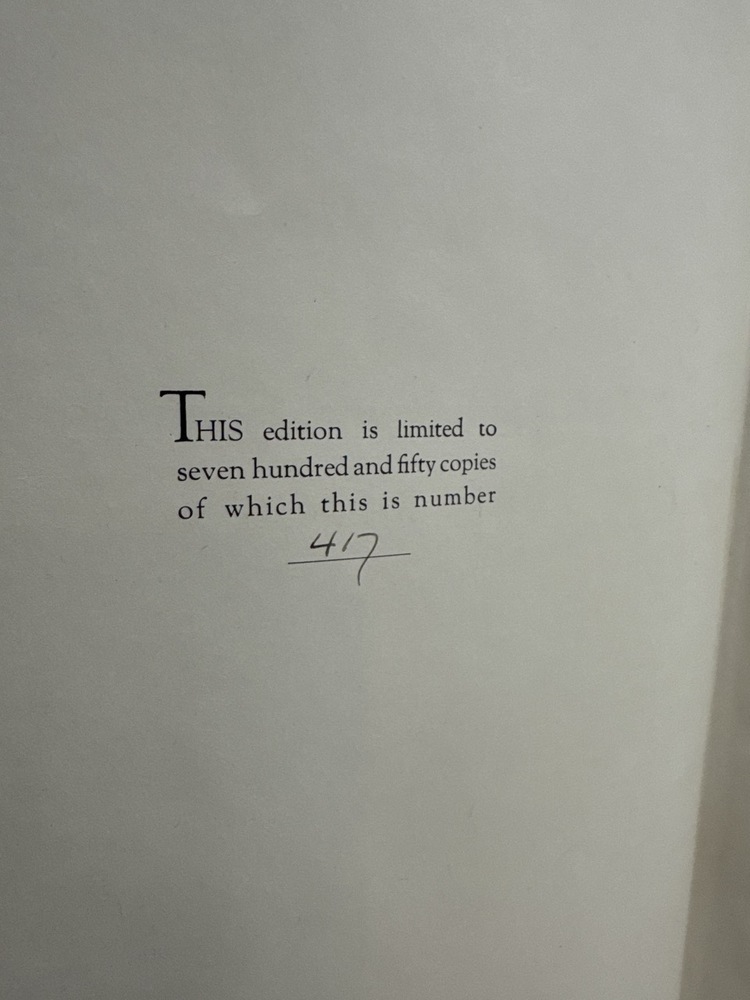 THIS edition is limited to
seven hundred and fifty copies
of which this is number
417